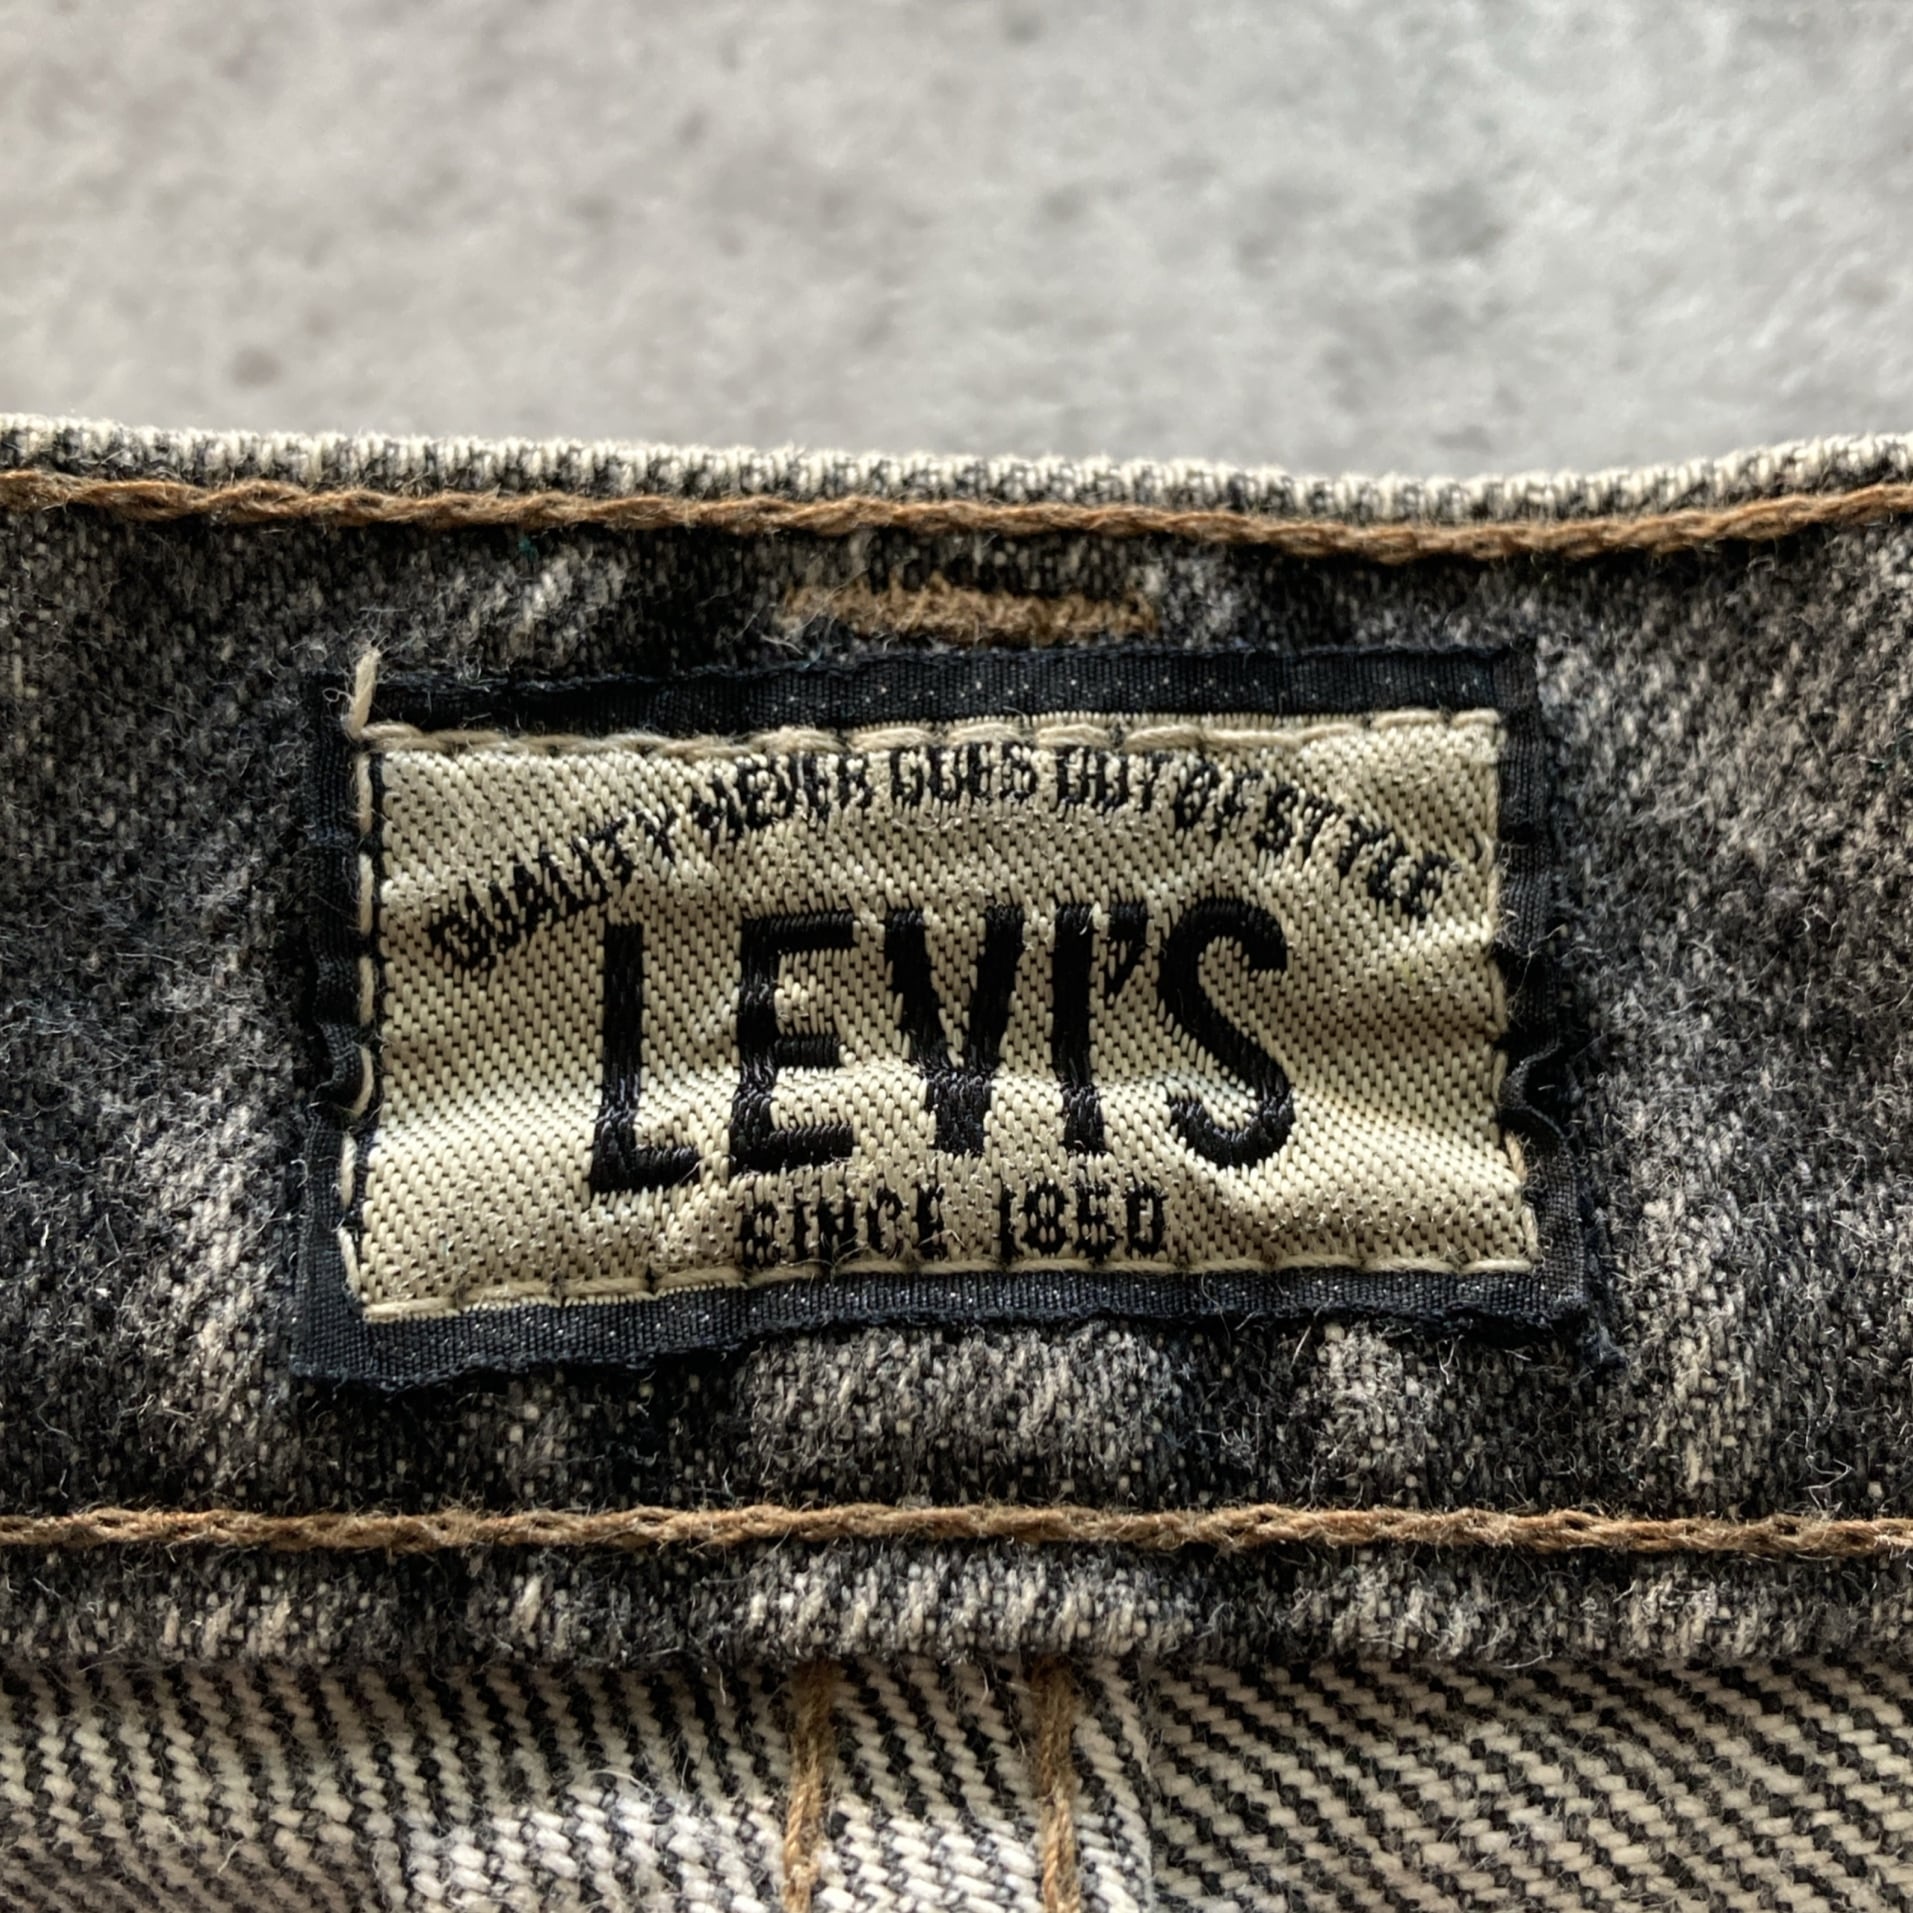 QUALITY NEVER GOES OUT OF STYLE
LEVI'S
SINCE 1850